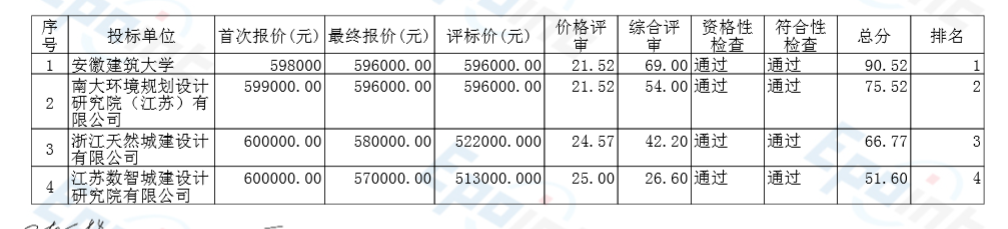 序号 投标单位 首次报价(元) 最终报价(元) 评标价(元) 价格评审 综合评审 资格性检查 符合性检查 总分 排名
1 安徽建筑大学 598000 596000.00 596000.00 21.52 69.00 通过 通过 90.52 1
2 南大环境规划设计研究院（江苏）有限公司 599000.00 596000.00 596000.00 21.52 54.00 通过 通过 75.52 2
3 浙江天然城建设计有限公司 600000.00 580000.00 522000.000 24.57 42.20 通过 通过 66.77 3
4 江苏数智城建设计研究院有限公司 600000.00 570000.00 513000.000 25.00 26.60 通过 通过 51.60 4